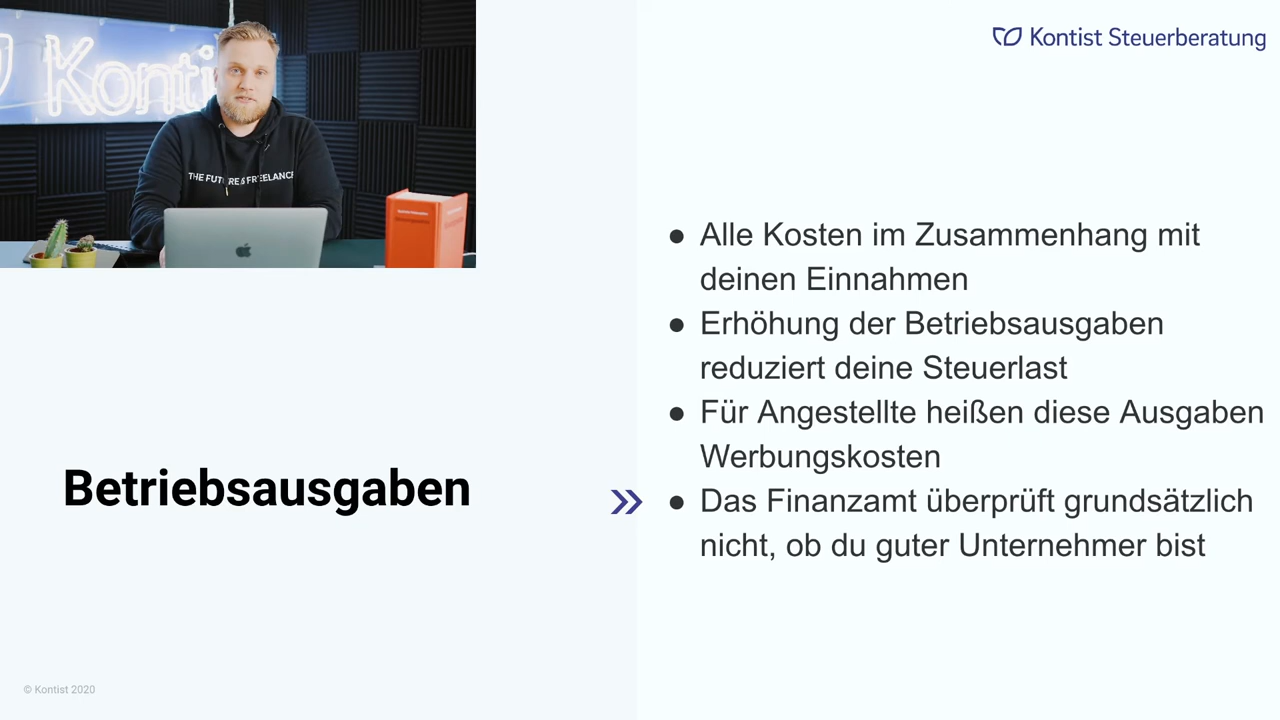 Konti
THE FUTURE IS FREELANCE
Kontist Steuerberatung
● Alle Kosten im Zusammenhang mit
deinen Einnahmen
● Erhöhung der Betriebsausgaben
reduziert deine Steuerlast
● Für Angestellte heißen diese Ausgaben
Werbungskosten
● Das Finanzamt überprüft grundsätzlich
nicht, ob du guter Unternehmer bist
Betriebsausgaben
© Kontist 2020